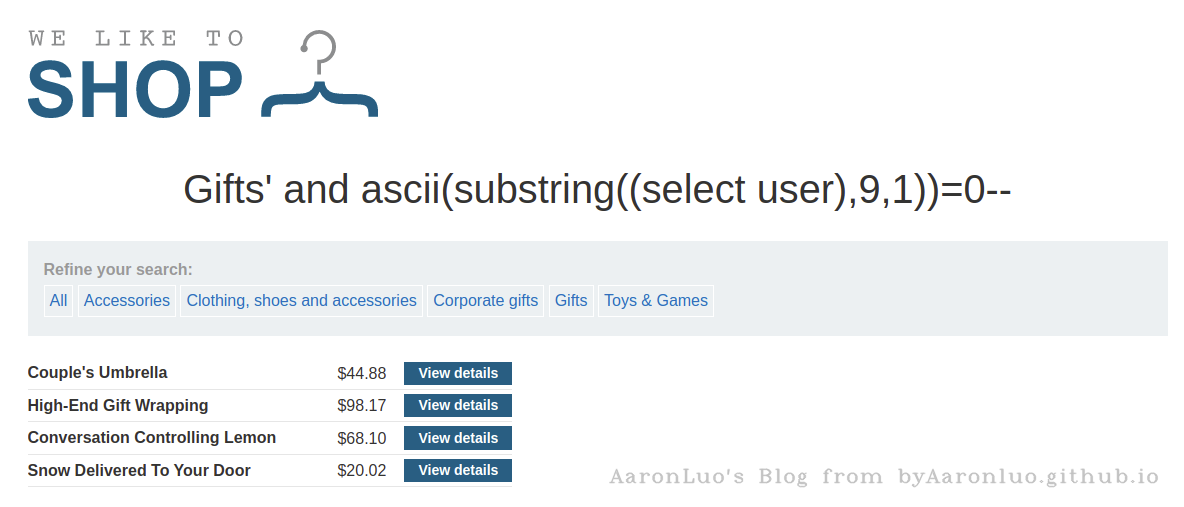 WE LIKE TO
SHOP
Gifts' and ascii(substring((select user),9,1))=0--
Refine your search:
All Accessories Clothing, shoes and accessories Corporate gifts Gifts Toys & Games
Couple's Umbrella $44.88 View details
High-End Gift Wrapping $98.17 View details
Conversation Controlling Lemon $68.10 View details
Snow Delivered To Your Door $20.02 View details
AaronLuo's Blog from byAaronluo.github.io